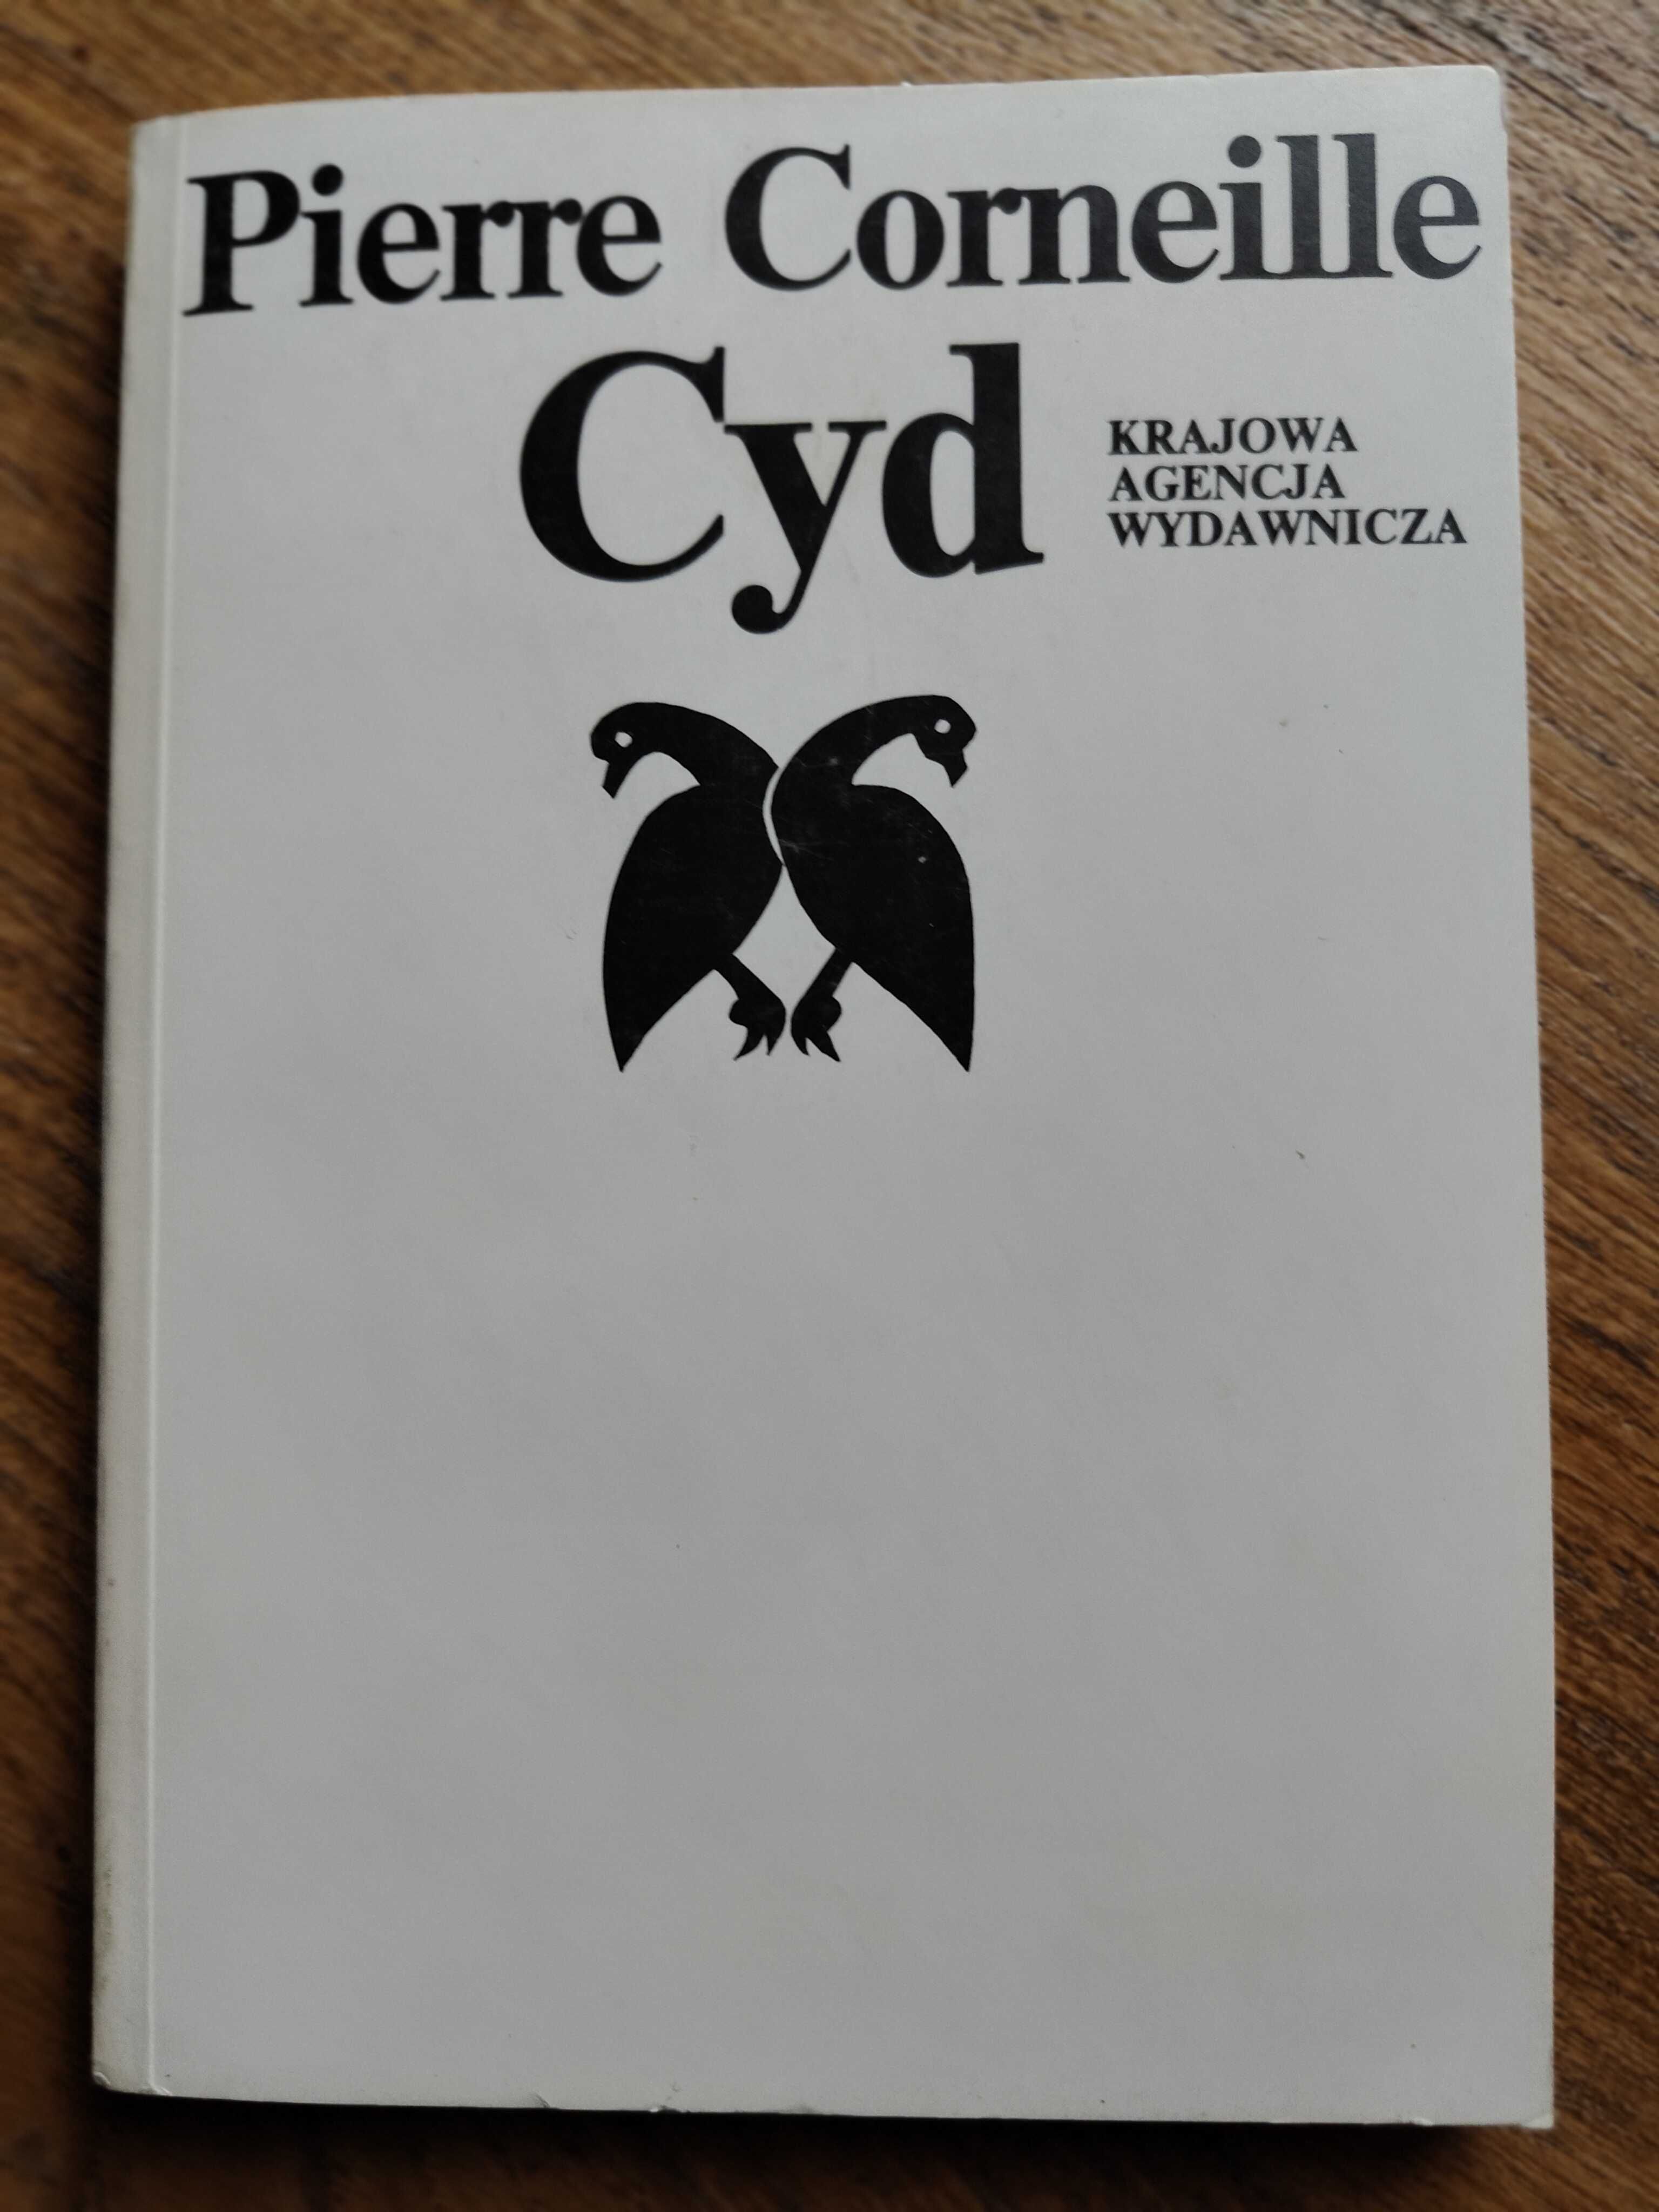 Pierre Corneille
Cyd
KRAJOWA
AGENCJA
WYDAWNICZA